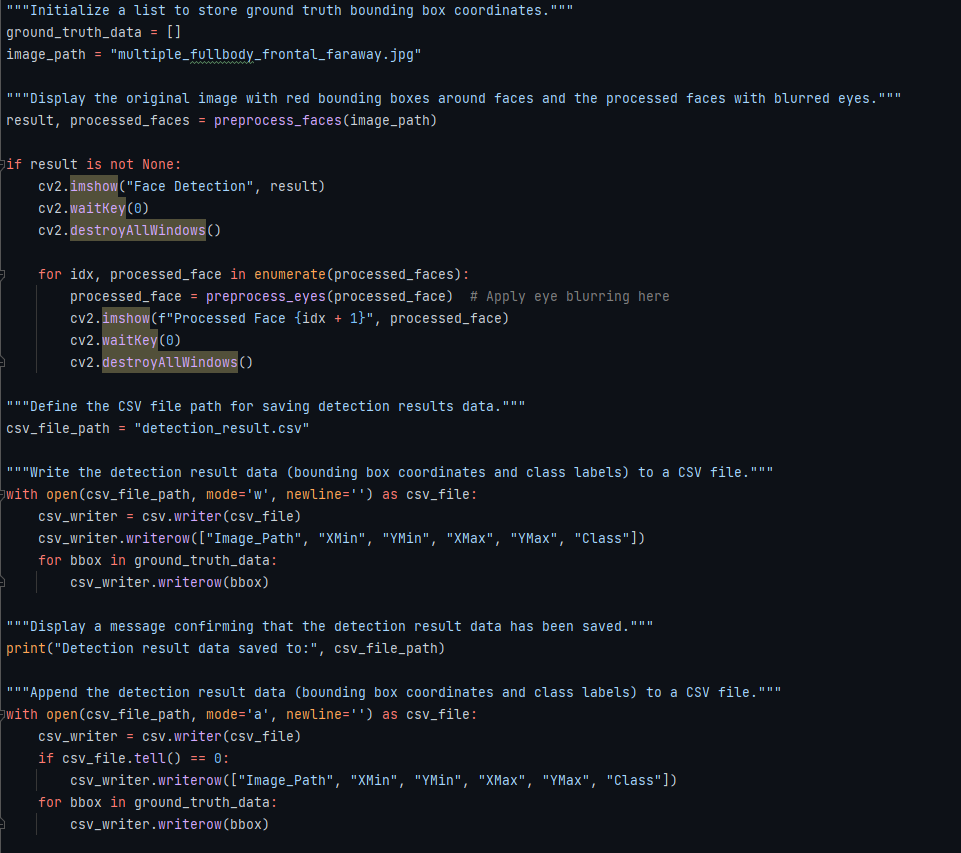 """Initialize a list to store ground truth bounding box coordinates."""
ground_truth_data = []
image_path = "multiple_fullbody_frontal_faraway.jpg"
"""Display the original image with red bounding boxes around faces and the processed faces with blurred eyes."""
result, processed_faces = preprocess_faces(image_path)
if result is not None:
    cv2.imshow("Face Detection", result)
    cv2.waitKey(0)
    cv2.destroyAllWindows()
    for idx, processed_face in enumerate(processed_faces):
        processed_face = preprocess_eyes(processed_face)  # Apply eye blurring here
        cv2.imshow(f"Processed Face {idx + 1}", processed_face)
        cv2.waitKey(0)
        cv2.destroyAllWindows()
"""Define the CSV file path for saving detection results data."""
csv_file_path = "detection_result.csv"
"""Write the detection result data (bounding box coordinates and class labels) to a CSV file."""
with open(csv_file_path, mode='w', newline='') as csv_file:
    csv_writer = csv.writer(csv_file)
    csv_writer.writerow(["Image_Path", "XMin", "YMin", "XMax", "YMax", "Class"])
    for bbox in ground_truth_data:
        csv_writer.writerow(bbox)
"""Display a message confirming that the detection result data has been saved."""
print("Detection result data saved to:", csv_file_path)
"""Append the detection result data (bounding box coordinates and class labels) to a CSV file."""
with open(csv_file_path, mode='a', newline='') as csv_file:
    csv_writer = csv.writer(csv_file)
    if csv_file.tell() == 0:
        csv_writer.writerow(["Image_Path", "XMin", "YMin", "XMax", "YMax", "Class"])
    for bbox in ground_truth_data:
        csv_writer.writerow(bbox)